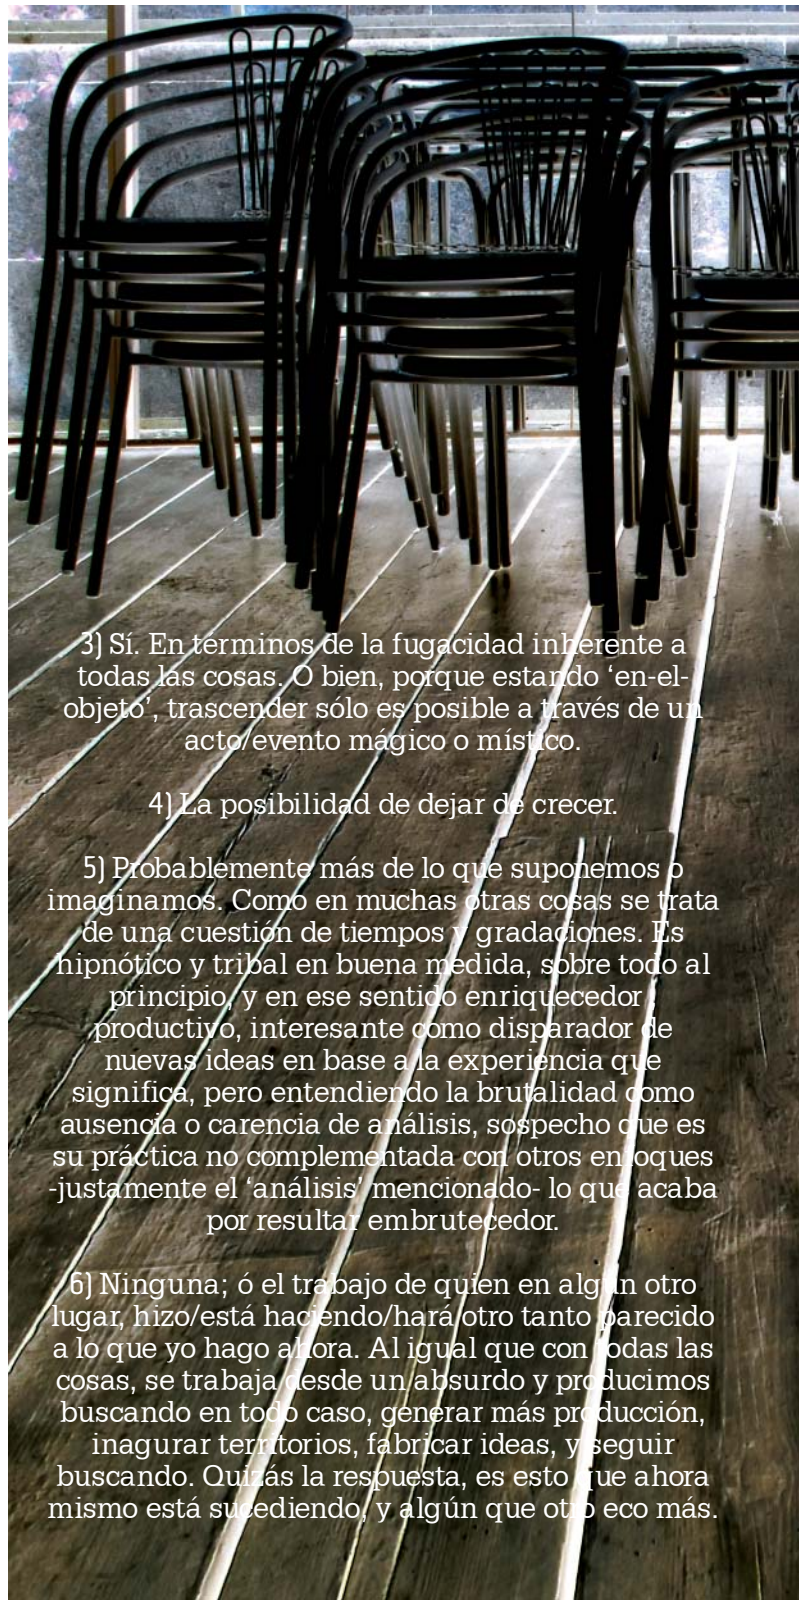 3) Sí. En términos de la fugacidad inherente a
todas las cosas. O bien, porque estando ‘en-el-
objeto’, trascender sólo es posible a través de un
acto/evento mágico o místico.
4) La posibilidad de dejar de crecer.
5) Probablemente más de lo que suponemos o
imaginamos. Como en muchas otras cosas se trata
de una cuestión de tiempos y gradaciones. Es
hipnótico y tribal en buena medida, sobre todo al
principio, y en ese sentido enriquecedor
productivo, interesante como disparador de
nuevas ideas en base a la experiencia que
significa, pero entendiendo la brutalidad como
ausencia o carencia de análisis, sospecho que es
su práctica no complementada con otros enfoques
-justamente el ‘análisis’ mencionado- lo que acaba
por resultar embrutecedor.
6) Ninguna; ó el trabajo de quien en algún otro
lugar, hizo/está haciendo/hará otro tanto parecido
a lo que yo hago ahora. Al igual que con todas las
cosas, se trabaja desde un absurdo y producimos
buscando en todo caso, generar más producción,
inagurar territorios, fabricar ideas, y seguir
buscando. Quizás la respuesta, es esto que ahora
mismo está sucediendo, y algún que otro eco más.